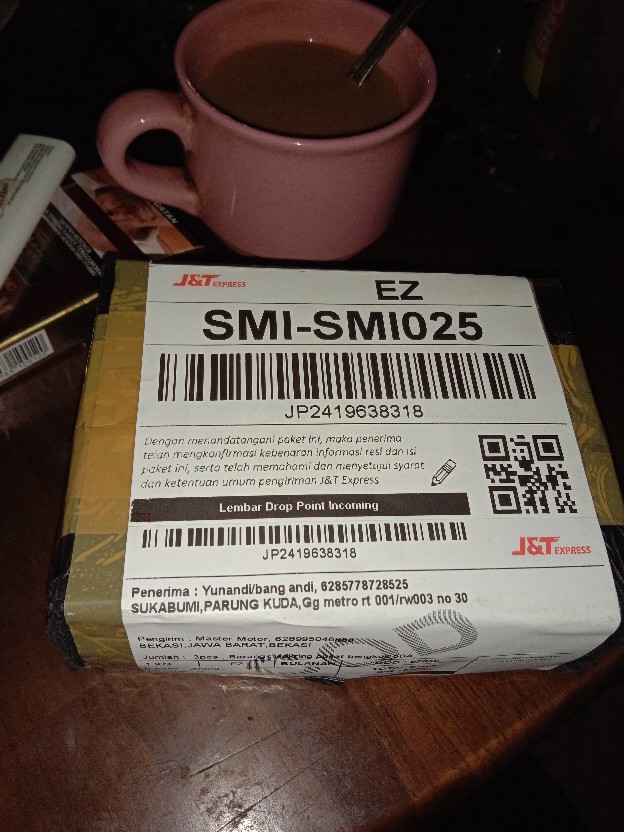 J&T EXPRESS
EZ
SMI-SMI025
JP2419638318
Dengan menandatangani paket ini, maka penerima
telah mengkonfirmasi kebenaran informasi resi dan isi
paket ini, serta telah memahami dan menyetujui syarat
dan ketentuan umum pengiriman J&T Express
Lembar Drop Point Incoming
JP2419638318
J&T EXPRESS
Penerima : Yunandi/bang andi, 6285778728525
SUKABUMI,PARUNG KUDA,Gg metro rt 001/rw003 no 30
Pengirim : Master Motor,
BEKASI,JAWA BARAT,BEKASI
Jumlah :